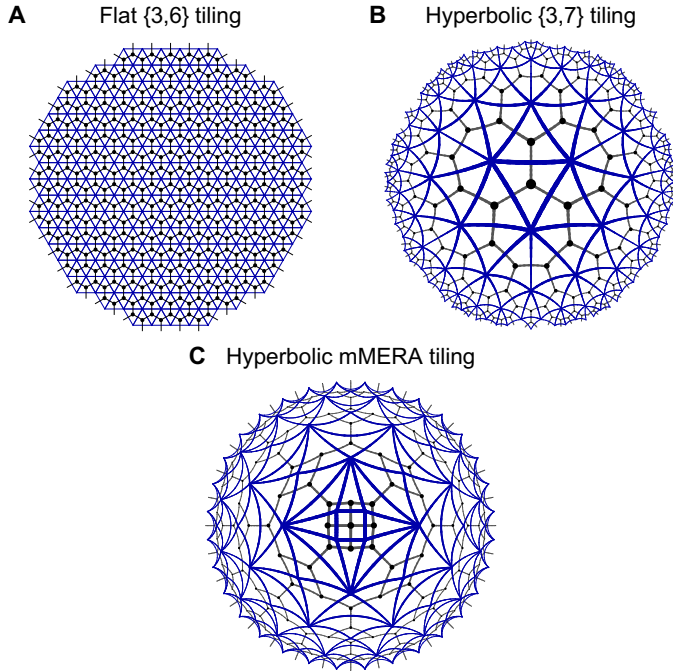 A Flat {3,6} tiling
B Hyperbolic {3,7} tiling
C Hyperbolic mMERA tiling